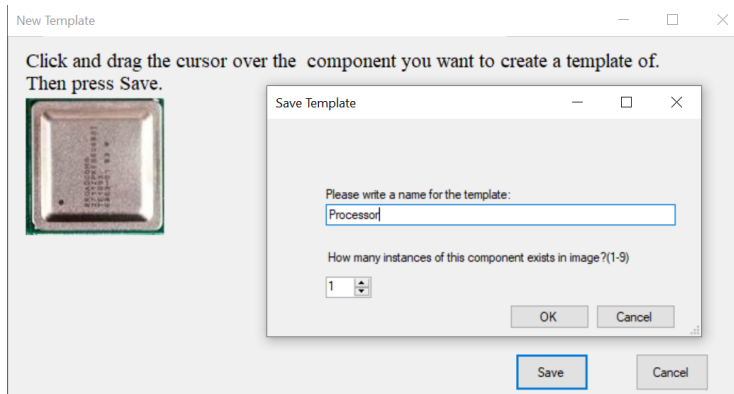 New Template
Click and drag the cursor over the  component you want to create a template of.
Then press Save.
Save Template
Please write a name for the template:
Processor
How many instances of this component exists in image?(1-9)
1
OK
Cancel
Save
Cancel